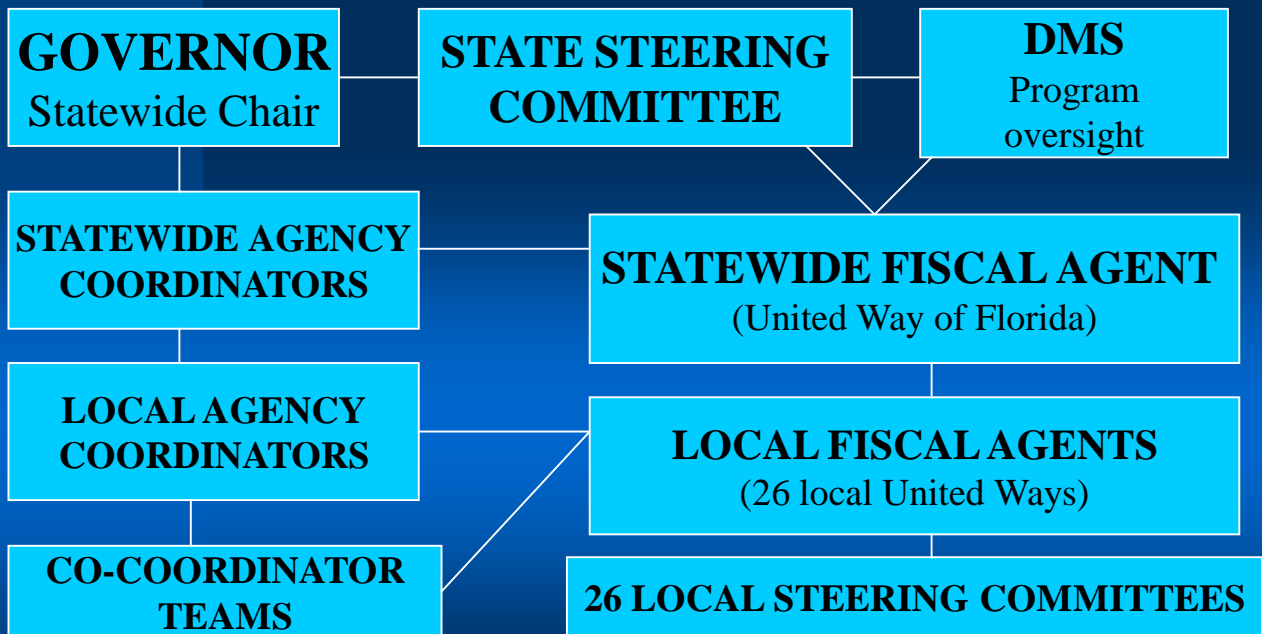 GOVERNOR
Statewide Chair
STATE STEERING
COMMITTEE
DMS
Program
oversight
STATEWIDE AGENCY
COORDINATORS
STATEWIDE FISCAL AGENT
(United Way of Florida)
LOCAL AGENCY
COORDINATORS
LOCAL FISCAL AGENTS
(26 local United Ways)
CO-COORDINATOR
TEAMS
26 LOCAL STEERING COMMITTEES